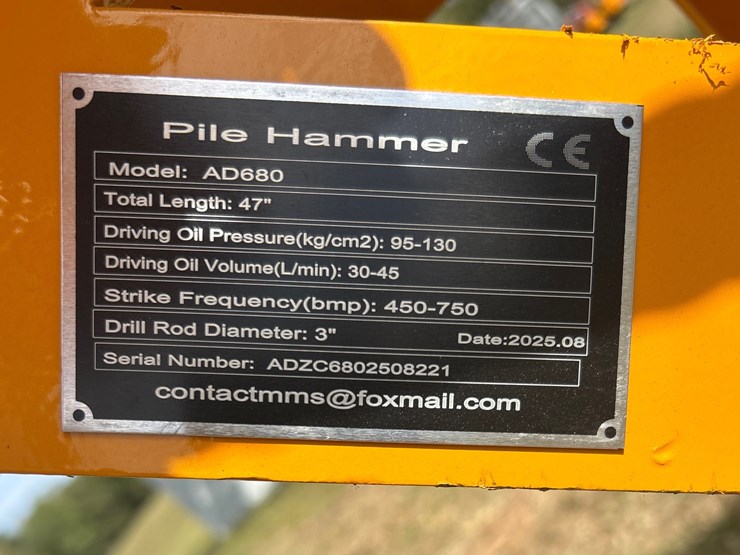 Pile Hammer CE
Model: AD680
Total Length: 47"
Driving Oil Pressure(kg/cm2): 95-130
Driving Oil Volume(L/min): 30-45
Strike Frequency(bmp): 450-750
Drill Rod Diameter: 3" Date:2025.08
Serial Number: ADZC6802508221
contactmms@foxmail.com